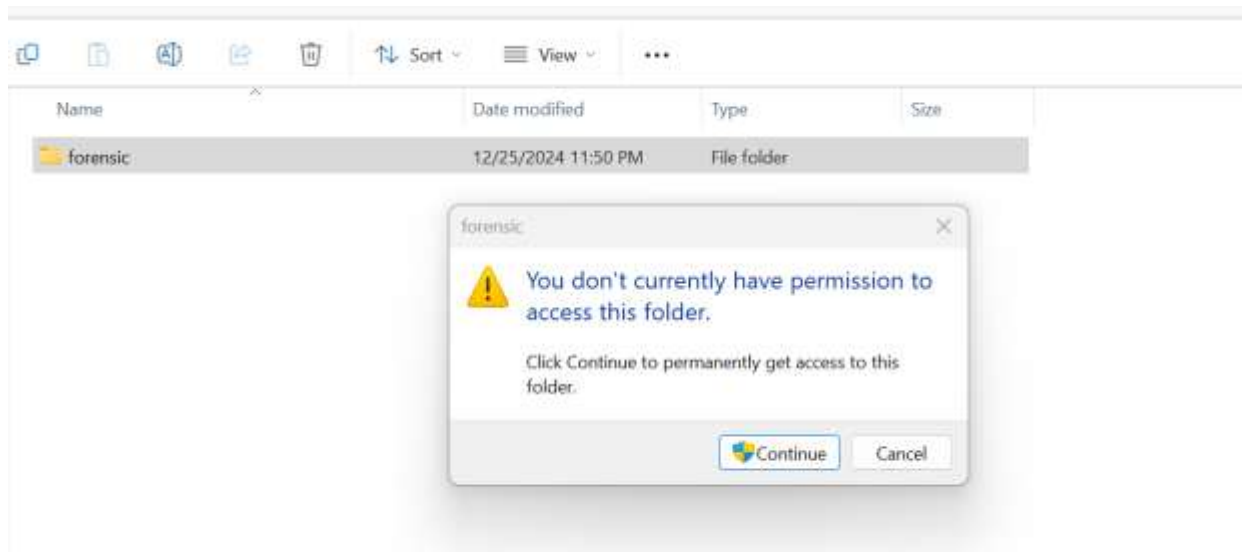 Sort View ...
Name Date modified Type Size
forensic 12/25/2024 11:50 PM File folder
forensic
You don't currently have permission to
access this folder.
Click Continue to permanently get access to this
folder.
Continue Cancel